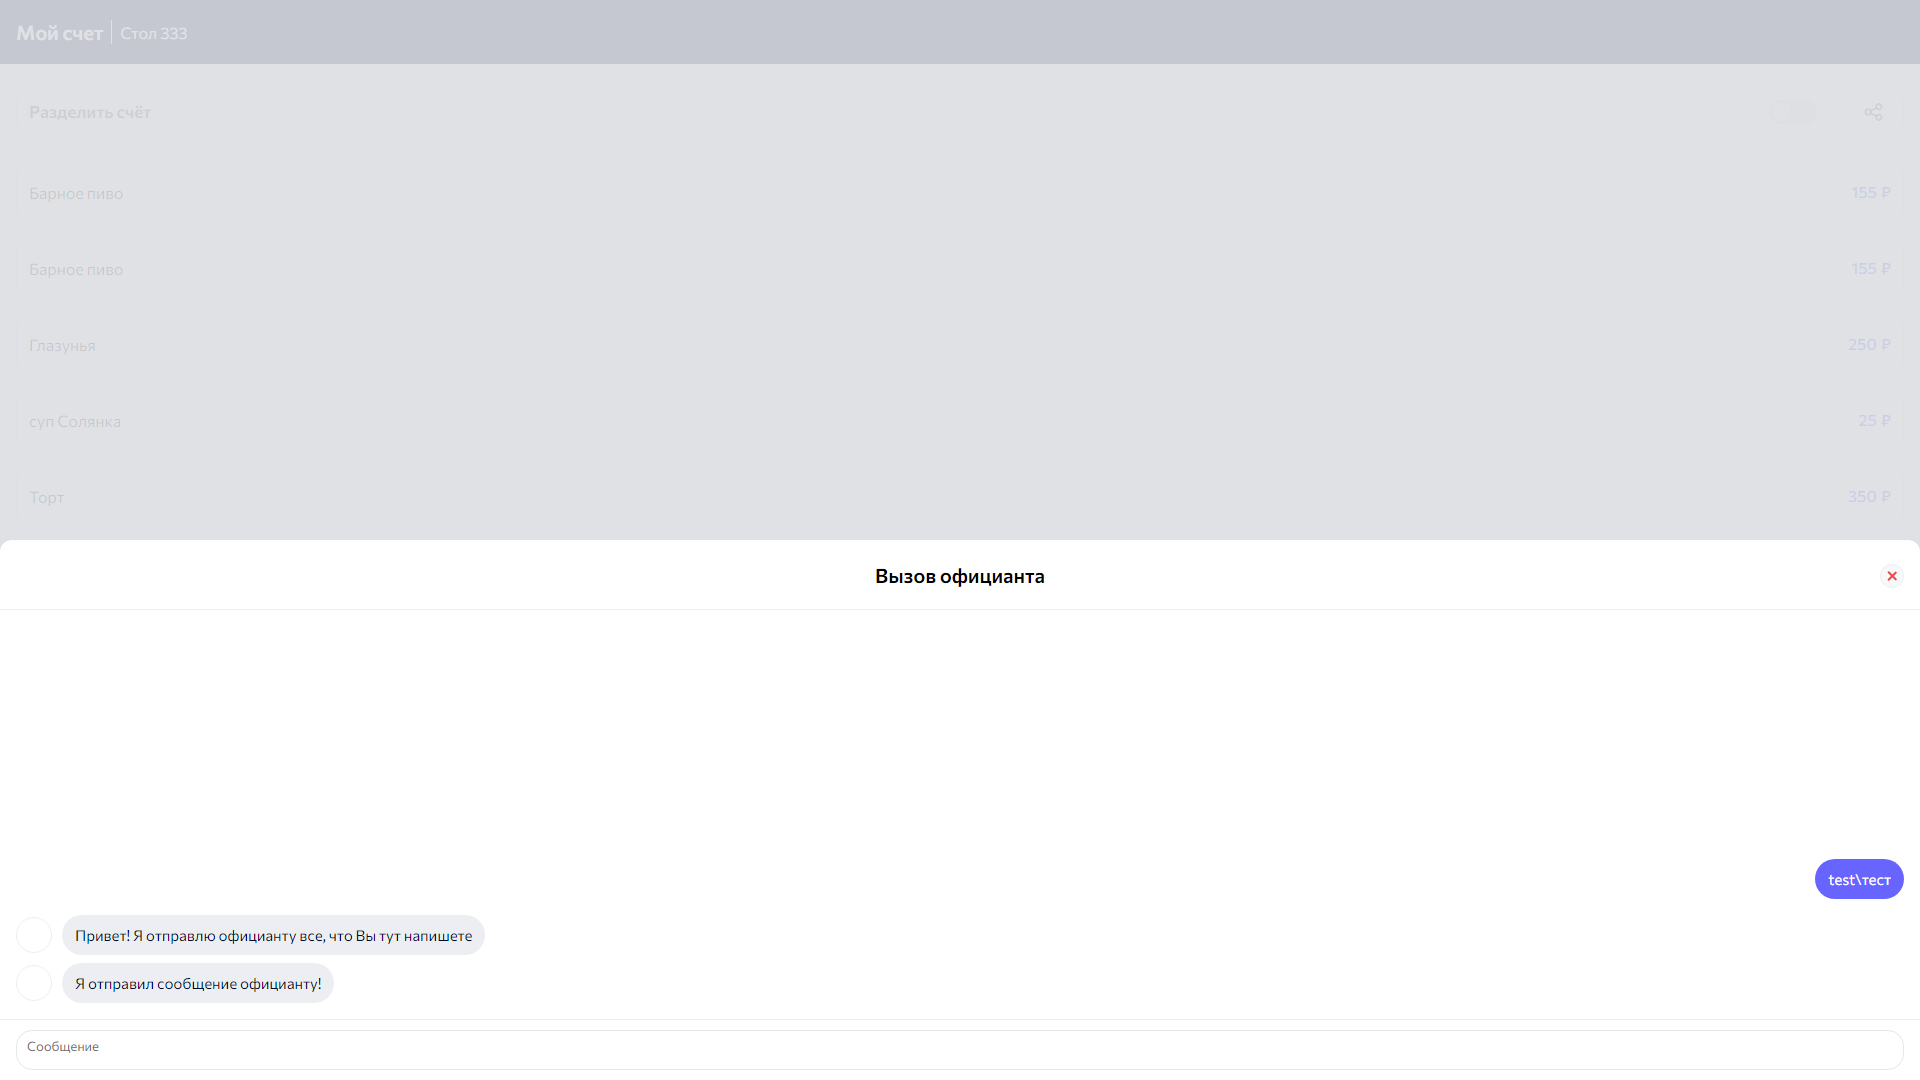 Мой счет
Стол 333
Разделить счёт
Барное пиво
155 ₽
Барное пиво
155 ₽
Глазунья
250 ₽
суп Солянка
25 ₽
Торт
350 ₽
Вызов официанта
test\тест
Привет! Я отправлю официанту все, что Вы тут напишете
Я отправил сообщение официанту!
Сообщение